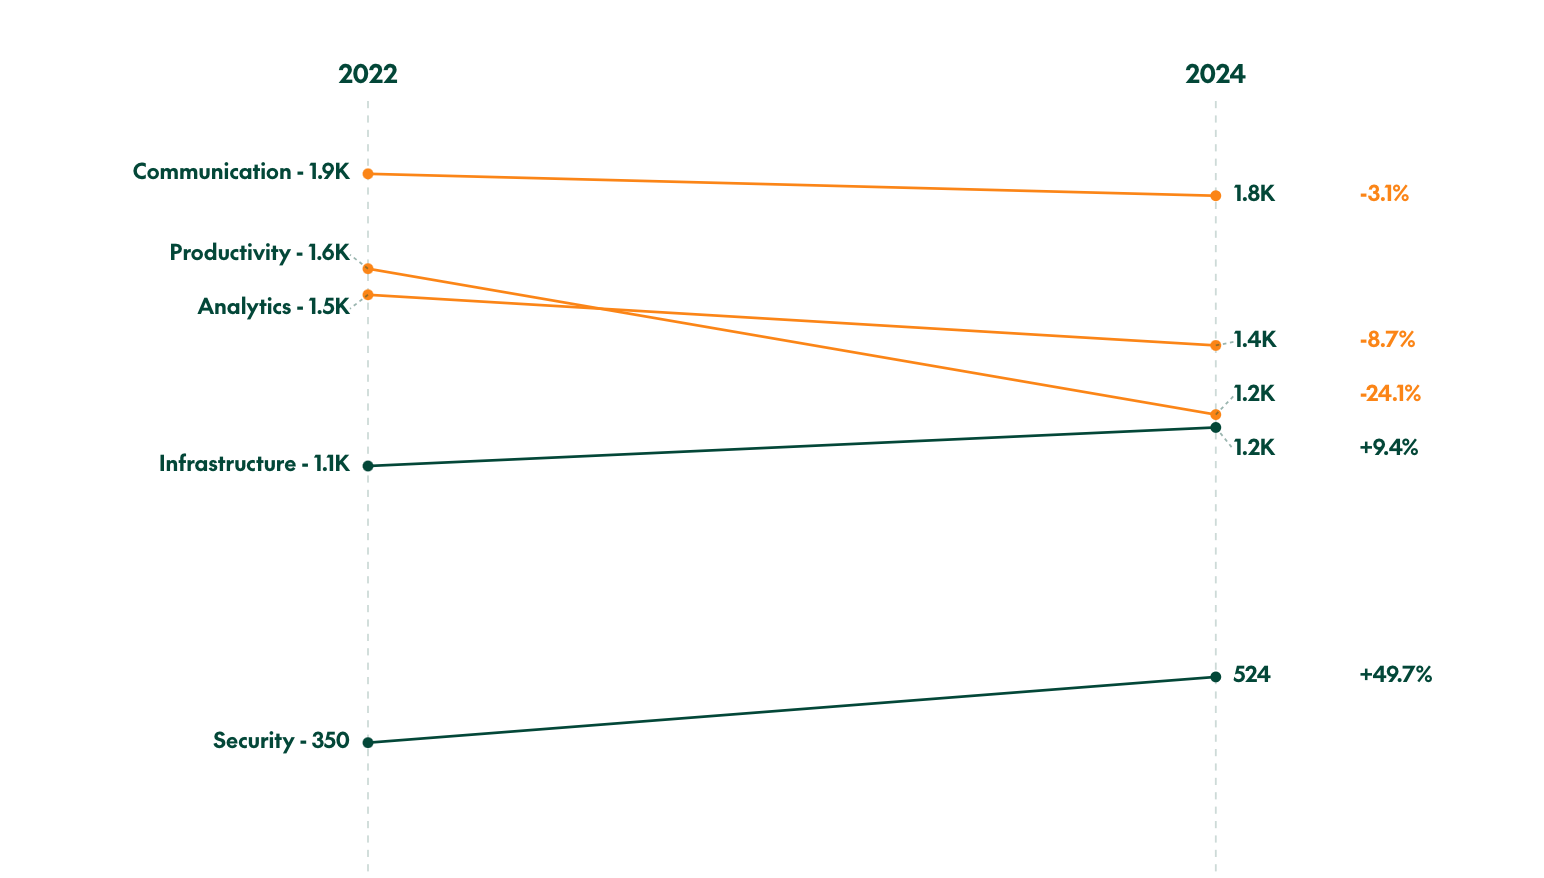 2022 2024
Communication - 1.9K 1.8K -3.1%
Productivity - 1.6K
Analytics - 1.5K 1.4K -8.7%
1.2K -24.1%
Infrastructure - 1.1K 1.2K +9.4%
Security - 350 524 +49.7%